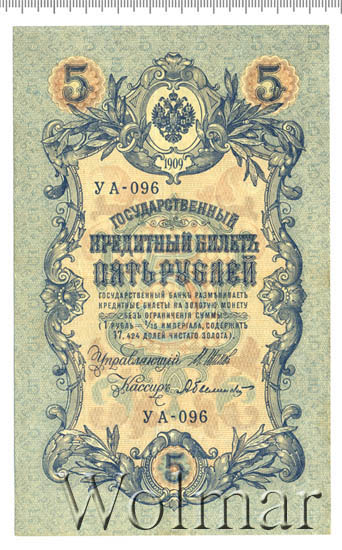 5 5
1909
УА-096
ГОСУДАРСТВЕННЫЙ
КРЕДИТНЫЙ БИЛЕТЪ
ПЯТЬ РУБЛЕЙ
ГОСУДАРСТВЕННЫЙ БАНКЪ РАЗМѢНИВАЕТЪ
КРЕДИТНЫЕ БИЛЕТЫ НА ЗОЛОТУЮ МОНЕТУ
БЕЗЪ ОГРАНИЧЕНІЯ СУММЫ
(1 РУБЛЬ = 1/15 ИМПЕРІАЛА, СОДЕРЖИТЪ
17,424 ДОЛЕЙ ЧИСТАГО ЗОЛОТА).
Управляющій
Кассиръ
УА-096
5
Wolmar